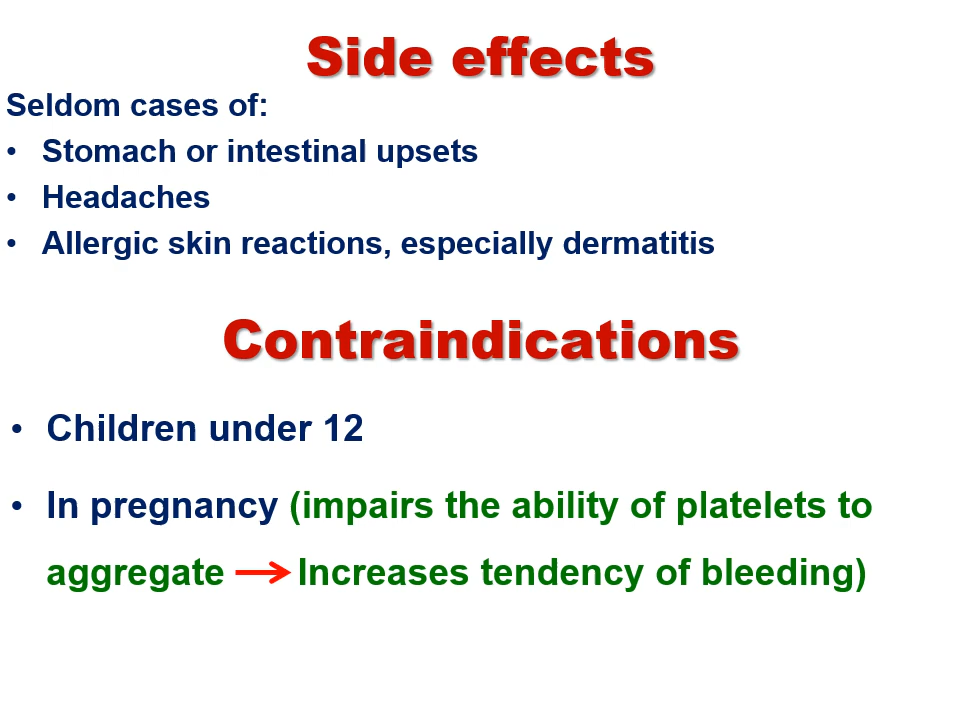 Side effects
Seldom cases of:
• Stomach or intestinal upsets
• Headaches
• Allergic skin reactions, especially dermatitis
Contraindications
• Children under 12
• In pregnancy (impairs the ability of platelets to
aggregate → Increases tendency of bleeding)